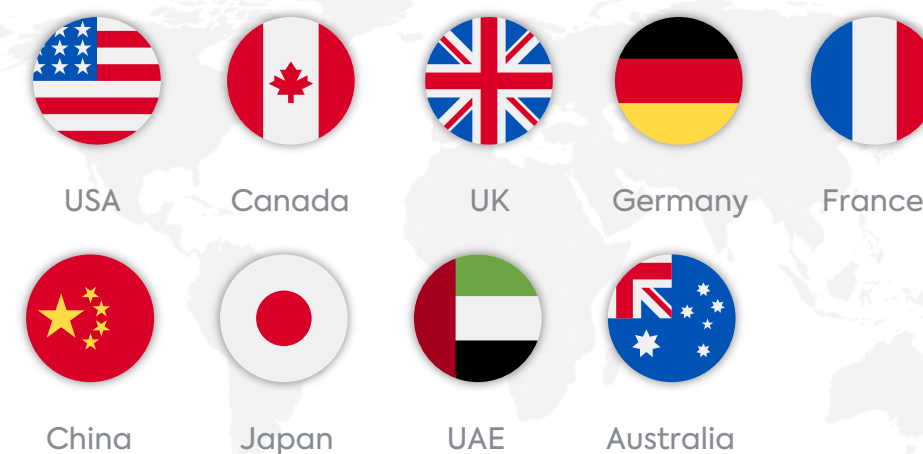 USA
Canada
UK
Germany
France
China
Japan
UAE
Australia